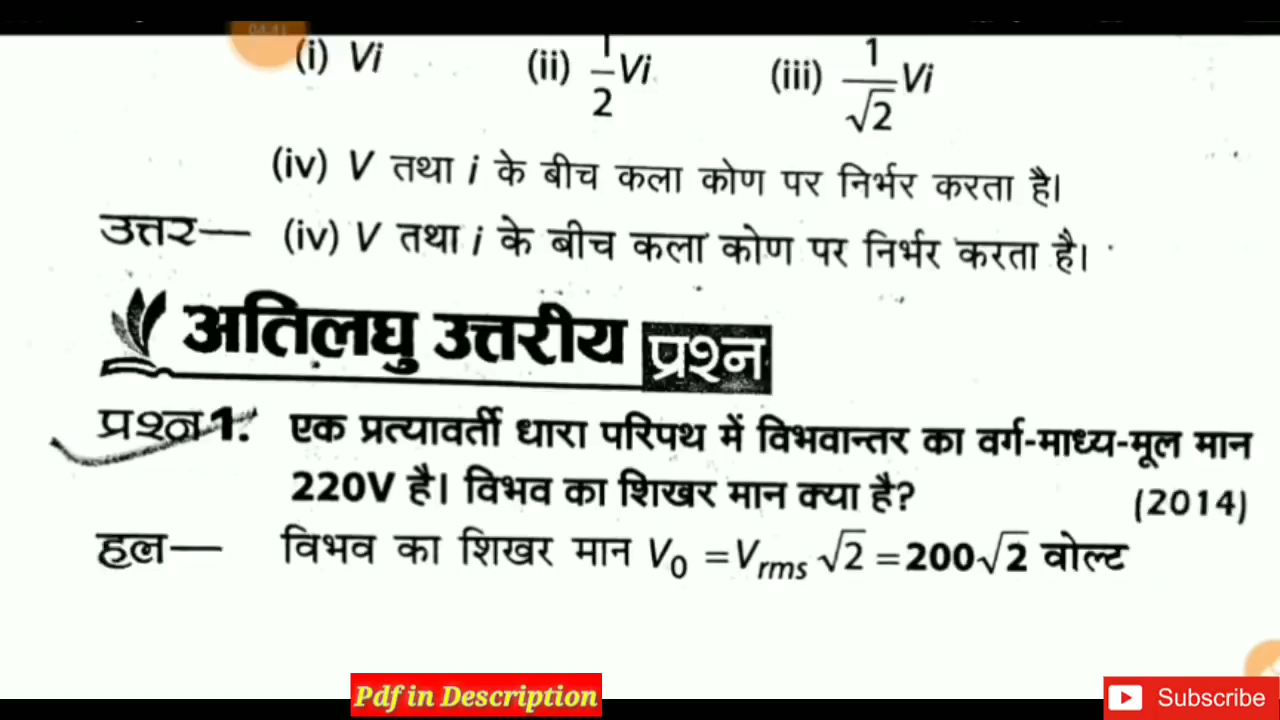 04:41
(i) Vi (ii) 1/2 Vi (iii) 1/√2 Vi
(iv) V तथा i के बीच कला कोण पर निर्भर करता है।
उत्तर— (iv) V तथा i के बीच कला कोण पर निर्भर करता है।
अतिलघु उत्तरीय प्रश्न
प्रश्न 1. एक प्रत्यावर्ती धारा परिपथ में विभवान्तर का वर्ग-माध्य-मूल मान
220V है। विभव का शिखर मान क्या है? (2014)
हल— विभव का शिखर मान V₀ = Vrms √2 = 200√2 वोल्ट
Pdf in Description
Subscribe